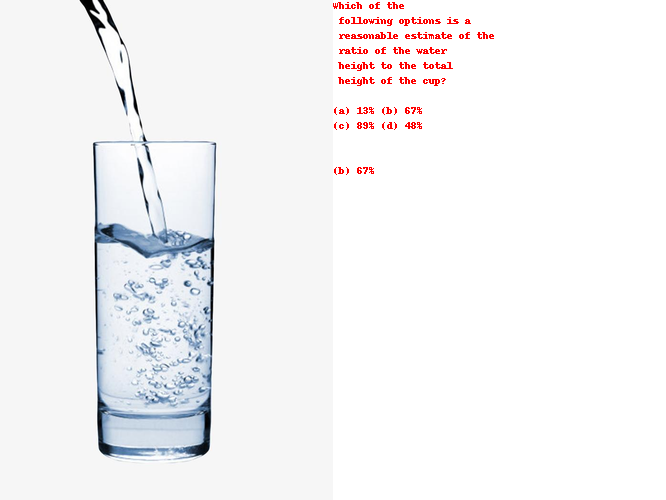 Which of the
following options is a
reasonable estimate of the
ratio of the water
height to the total
height of the cup?
(a) 13% (b) 67%
(c) 89% (d) 48%
(b) 67%